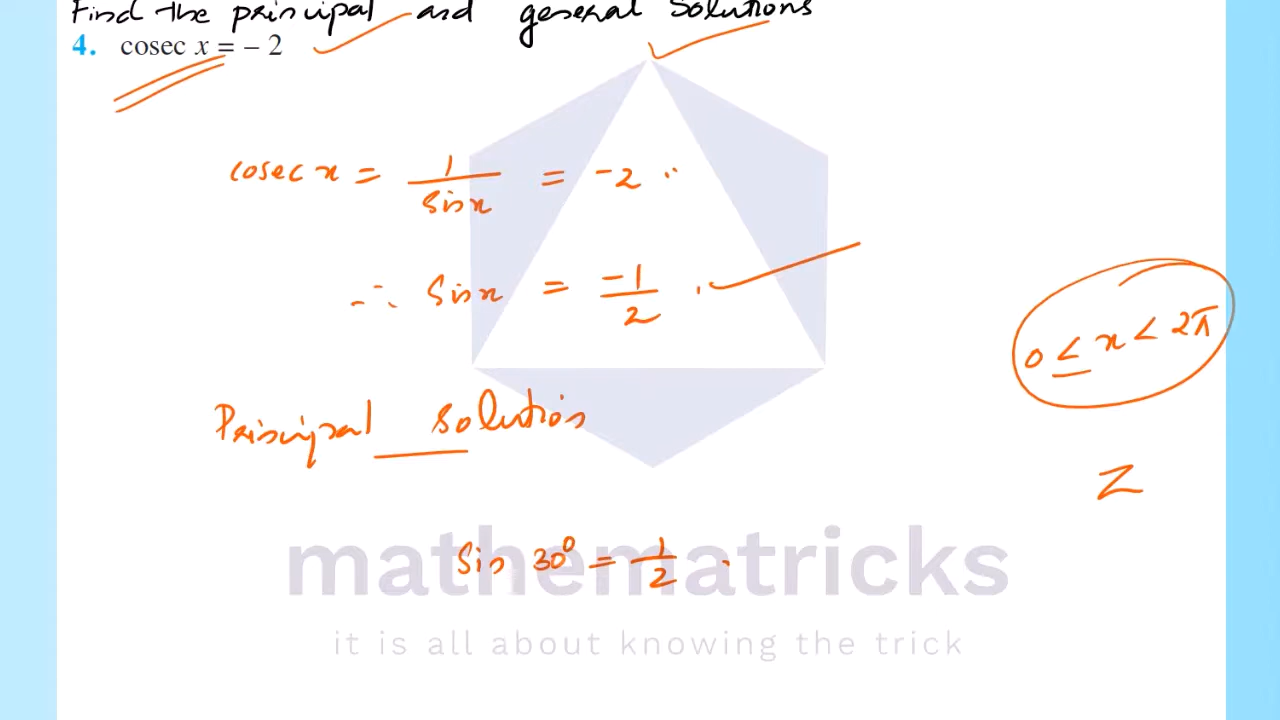 Find the principal and general solutions
4. cosec x = – 2
cosec x = 1/sin x = -2
∴ sin x = -1/2
0 ≤ x < 2π
Principal solution
Z
sin 30⁰ = 1/2
mathematricks
it is all about knowing the trick